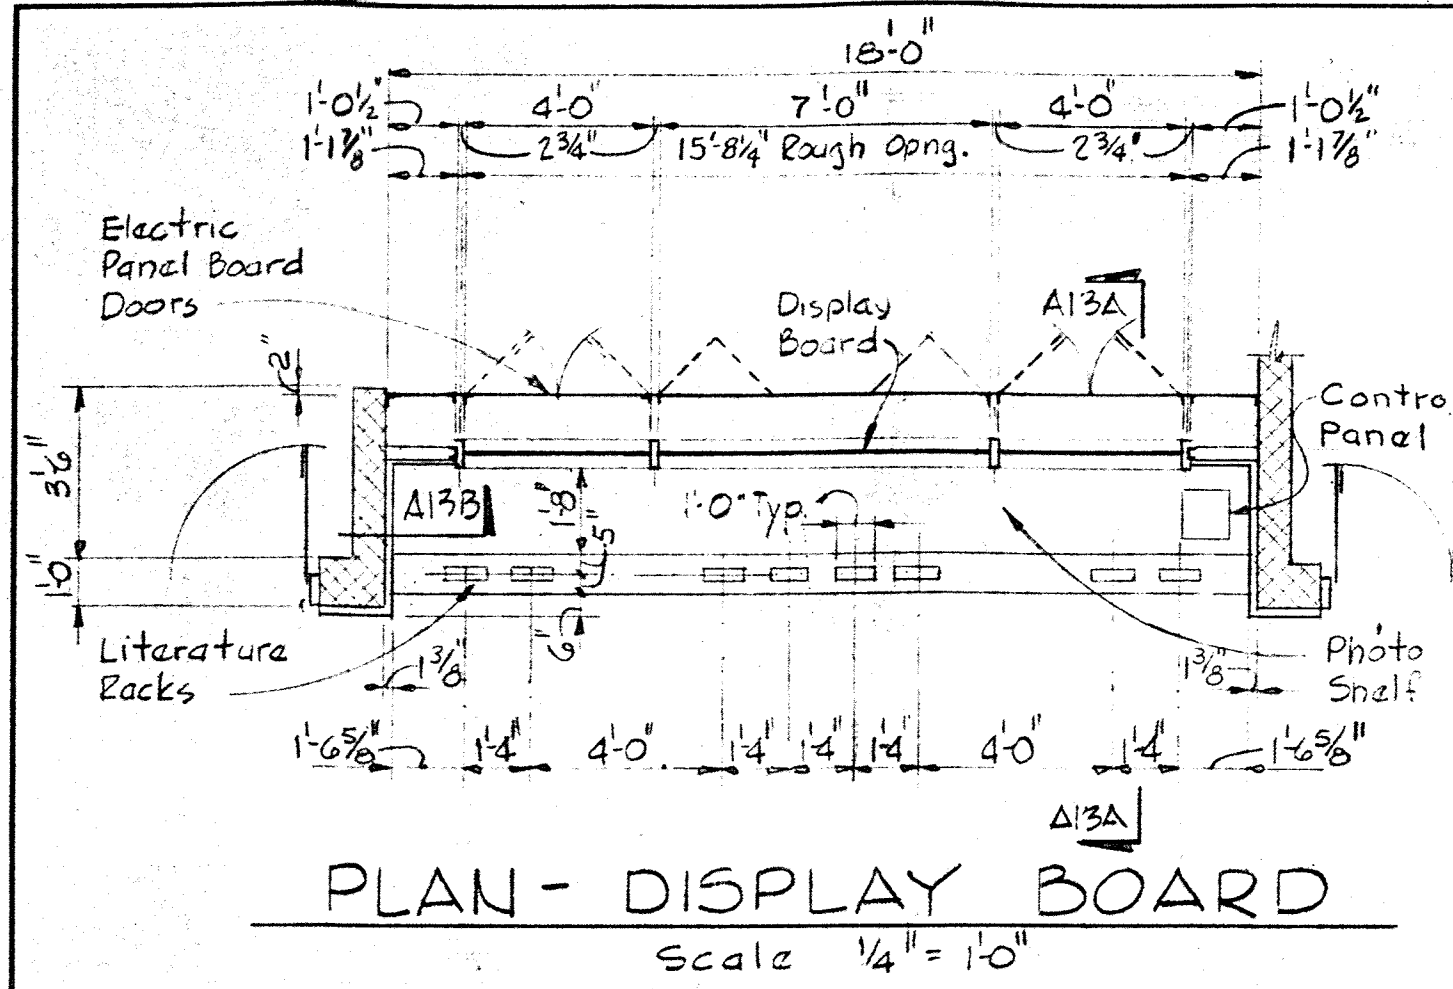 18'-0"
1'-0½" 4'-0" 7'-0" 4'-0" 1'-0½"
1'-1⅞" 2¾" 15'-8¼" Rough Opng. 2¾" 1'-1⅞"
Electric
Panel Board
Doors
Display
Board
A13A
2"
3'-6"
1'-0"
Contro
Panel
A13B
1'-8"
5"
1'-0" Typ.
6"
Literature
Racks
1⅜"
1⅜"
Photo
Shelf
1'-6⅝" 1'-4" 4'-0" 1'-4" 1'-4" 1'-4" 4'-0" 1'-4" 1'-6⅝"
A13A
PLAN - DISPLAY BOARD
Scale ¼" = 1'-0"